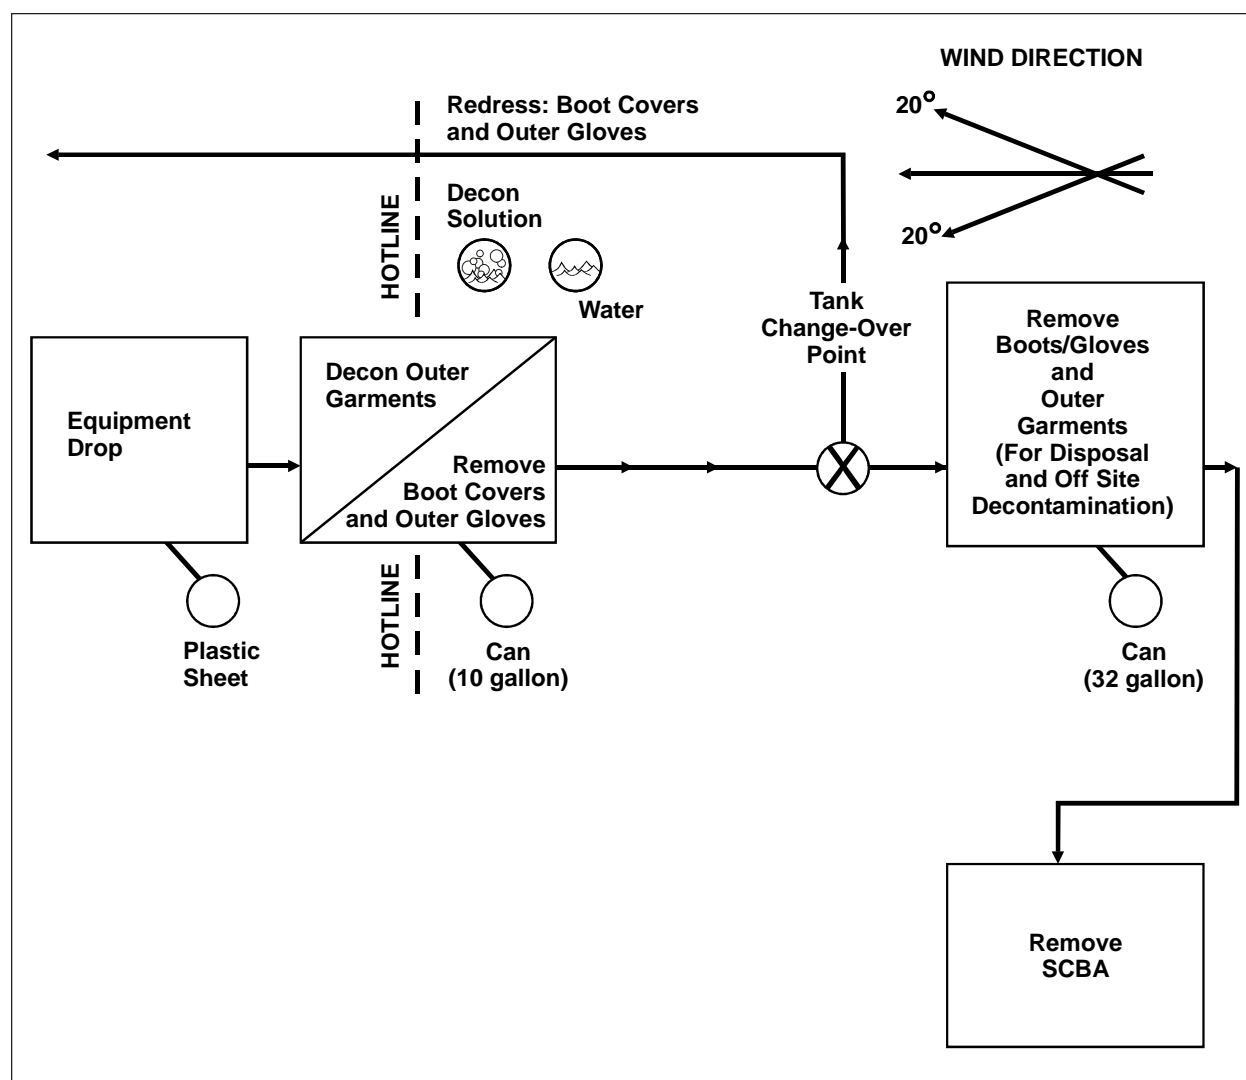 WIND DIRECTION
20°
20°
Redress: Boot Covers
and Outer Gloves
HOTLINE
Decon
Solution
Water
Tank
Change-Over
Point
Equipment
Drop
Decon Outer
Garments
Remove
Boot Covers
and Outer Gloves
Remove
Boots/Gloves
and
Outer
Garments
(For Disposal
and Off Site
Decontamination)
Plastic
Sheet
HOTLINE
Can
(10 gallon)
Can
(32 gallon)
Remove
SCBA